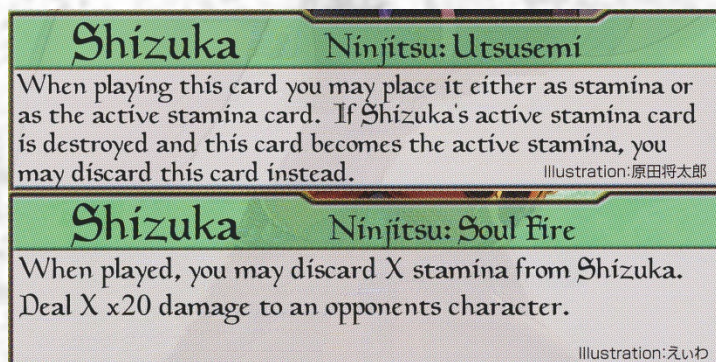 Shizuka Ninjitsu: Utsusemi
When playing this card you may place it either as stamina or
as the active stamina card. If Shizuka's active stamina card
is destroyed and this card becomes the active stamina, you
may discard this card instead.
Illustration:原田将太郎
Shizuka Ninjitsu: Soul Fire
When played, you may discard X stamina from Shizuka.
Deal X x20 damage to an opponents character.
Illustration:えぃわ